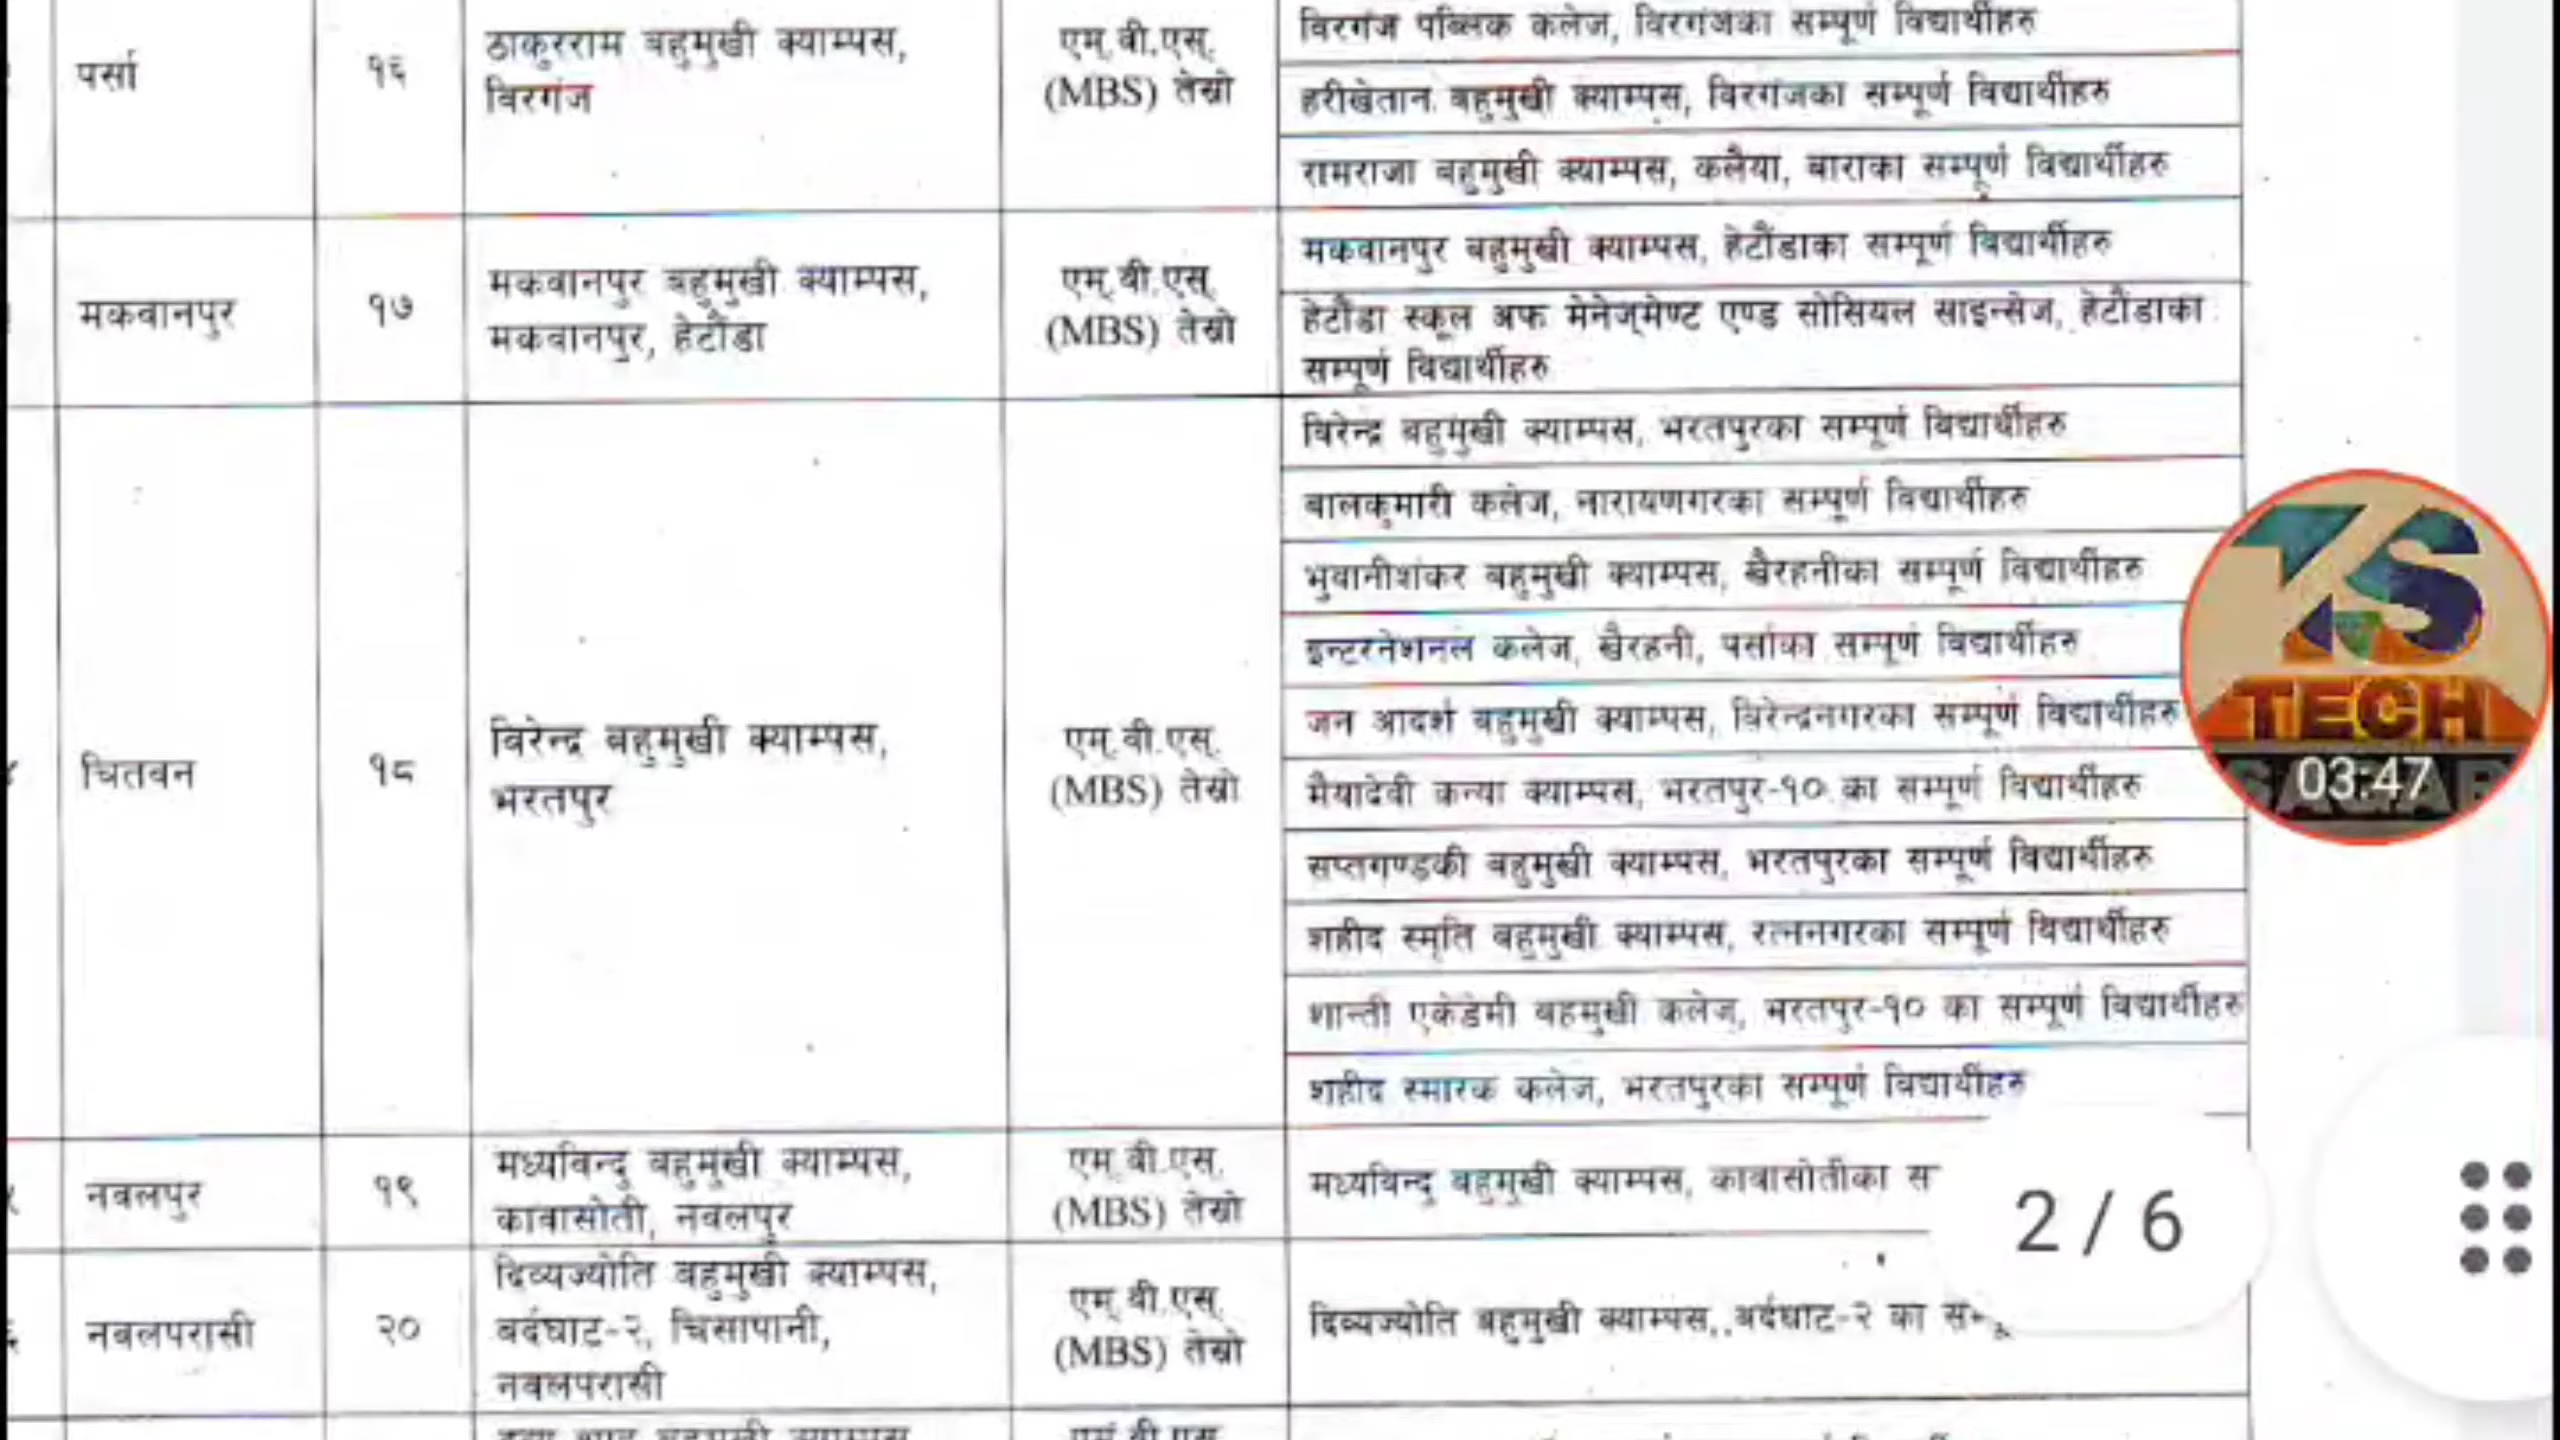 विरगंज पब्लिक कलेज, विरगंजका सम्पूर्ण विद्यार्थीहरु
पर्सा
१६
ठाकुरराम बहुमुखी क्याम्पस,
विरगंज
एम्.वी.एस्.
(MBS) तेस्रो
हरीखेतान बहुमुखी क्याम्पस, विरगंजका सम्पूर्ण विद्यार्थीहरु
रामराजा बहुमुखी क्याम्पस, कलैया, बाराका सम्पूर्ण विद्यार्थीहरु
मकवानपुर
१७
मकवानपुर बहुमुखी क्याम्पस,
मकवानपुर, हेटौंडा
एम्.वी.एस्
(MBS) तेस्रो
मकवानपुर बहुमुखी क्याम्पस, हेटौंडाका सम्पूर्ण विद्यार्थीहरु
हेटौंडा स्कूल अफ मेनेज्मेण्ट एण्ड सोसियल साइन्सेज, हेटौंडाका
सम्पूर्ण विद्यार्थीहरु
चितवन
१८
विरेन्द्र बहुमुखी क्याम्पस,
भरतपुर
एम्.वी.एस्.
(MBS) तेस्रो
विरेन्द्र बहुमुखी क्याम्पस, भरतपुरका सम्पूर्ण विद्यार्थीहरु
बालकुमारी कलेज, नारायणगरका सम्पूर्ण विद्यार्थीहरु
भुवानीशंकर बहुमुखी क्याम्पस, खैरहनीका सम्पूर्ण विद्यार्थीहरु
इन्टरनेशनल कलेज, खैरहनी, पर्साका सम्पूर्ण विद्यार्थीहरु
जन आदर्श बहुमुखी क्याम्पस, विरेन्द्रनगरका सम्पूर्ण विद्यार्थीहरु
मैयादेवी कन्या क्याम्पस, भरतपुर-१० का सम्पूर्ण विद्यार्थीहरु
सप्तगण्डकी बहुमुखी क्याम्पस, भरतपुरका सम्पूर्ण विद्यार्थीहरु
शहीद स्मृति बहुमुखी क्याम्पस, रत्ननगरका सम्पूर्ण विद्यार्थीहरु
शान्ती एकेडेमी बहमुखी कलेज, भरतपुर-१० का सम्पूर्ण विद्यार्थीहरु
शहीद स्मारक कलेज, भरतपुरका सम्पूर्ण विद्यार्थीहरु
नवलपुर
१९
मध्यविन्दु बहुमुखी क्याम्पस,
कावासोती, नवलपुर
एम्.वी.एस्.
(MBS) तेस्रो
मध्यविन्दु बहुमुखी क्याम्पस, कावासोतीका
नवलपरासी
२०
दिव्यज्योति बहुमुखी क्याम्पस,
बर्दघाट-२, चिसापानी,
नवलपरासी
एम्.वी.एस्
(MBS) तेस्रो
दिव्यज्योति बहुमुखी क्याम्पस, बर्दघाट-२ का
KS
TECH
03:47
2 / 6